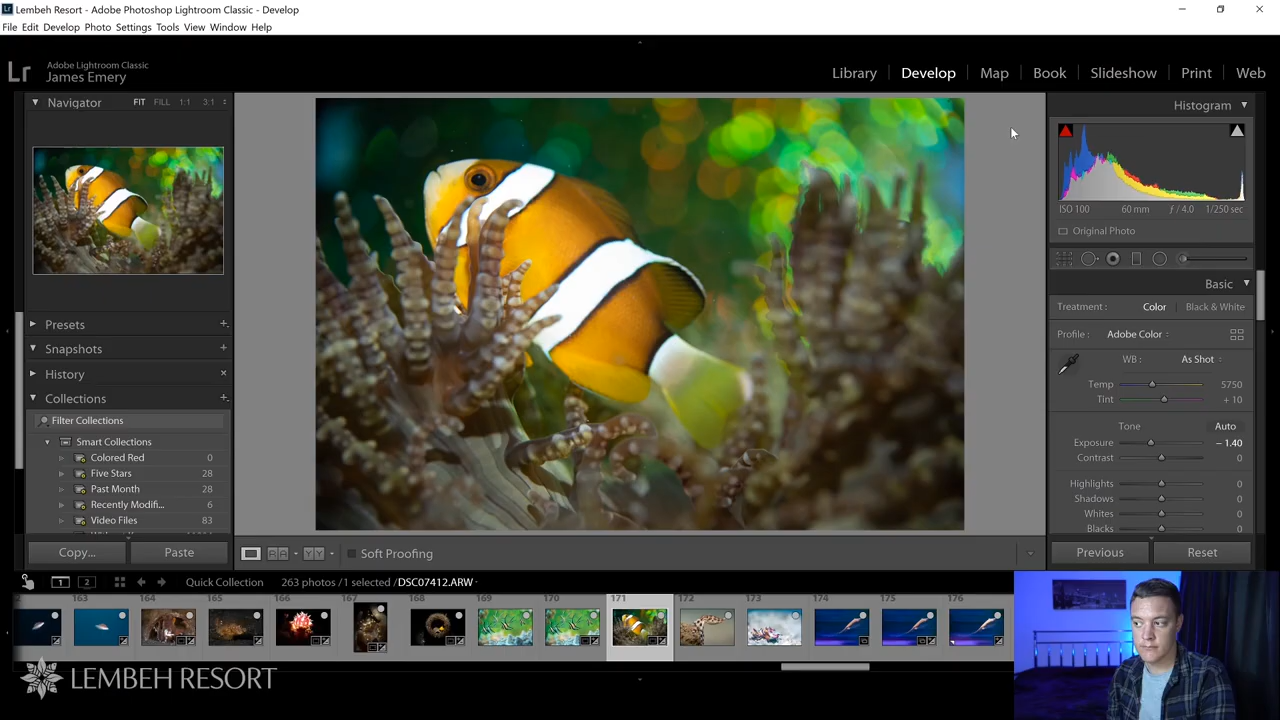 Lembeh Resort - Adobe Photoshop Lightroom Classic - Develop
File Edit Develop Photo Settings Tools View Window Help
Lr Adobe Lightroom Classic
James Emery
Library Develop Map Book Slideshow Print Web
Navigator FIT FILL 1:1 3:1
Histogram
ISO 100 60 mm ƒ / 4.0 1/250 sec
Original Photo
Basic
Treatment : Color Black & White
Profile : Adobe Color
WB : As Shot
Temp 5750
Tint + 10
Tone Auto
Exposure − 1.40
Contrast 0
Highlights 0
Shadows 0
Whites 0
Blacks 0
Previous Reset
Presets
Snapshots
History
Collections
Filter Collections
Smart Collections
Colored Red 0
Five Stars 28
Past Month 28
Recently Modifi... 6
Video Files 83
Copy... Paste
Soft Proofing
1 2 Quick Collection 263 photos / 1 selected / DSC07412.ARW
163 164 165 166 167 168 169 170 171 172 173 174 175 176
LEMBEH RESORT